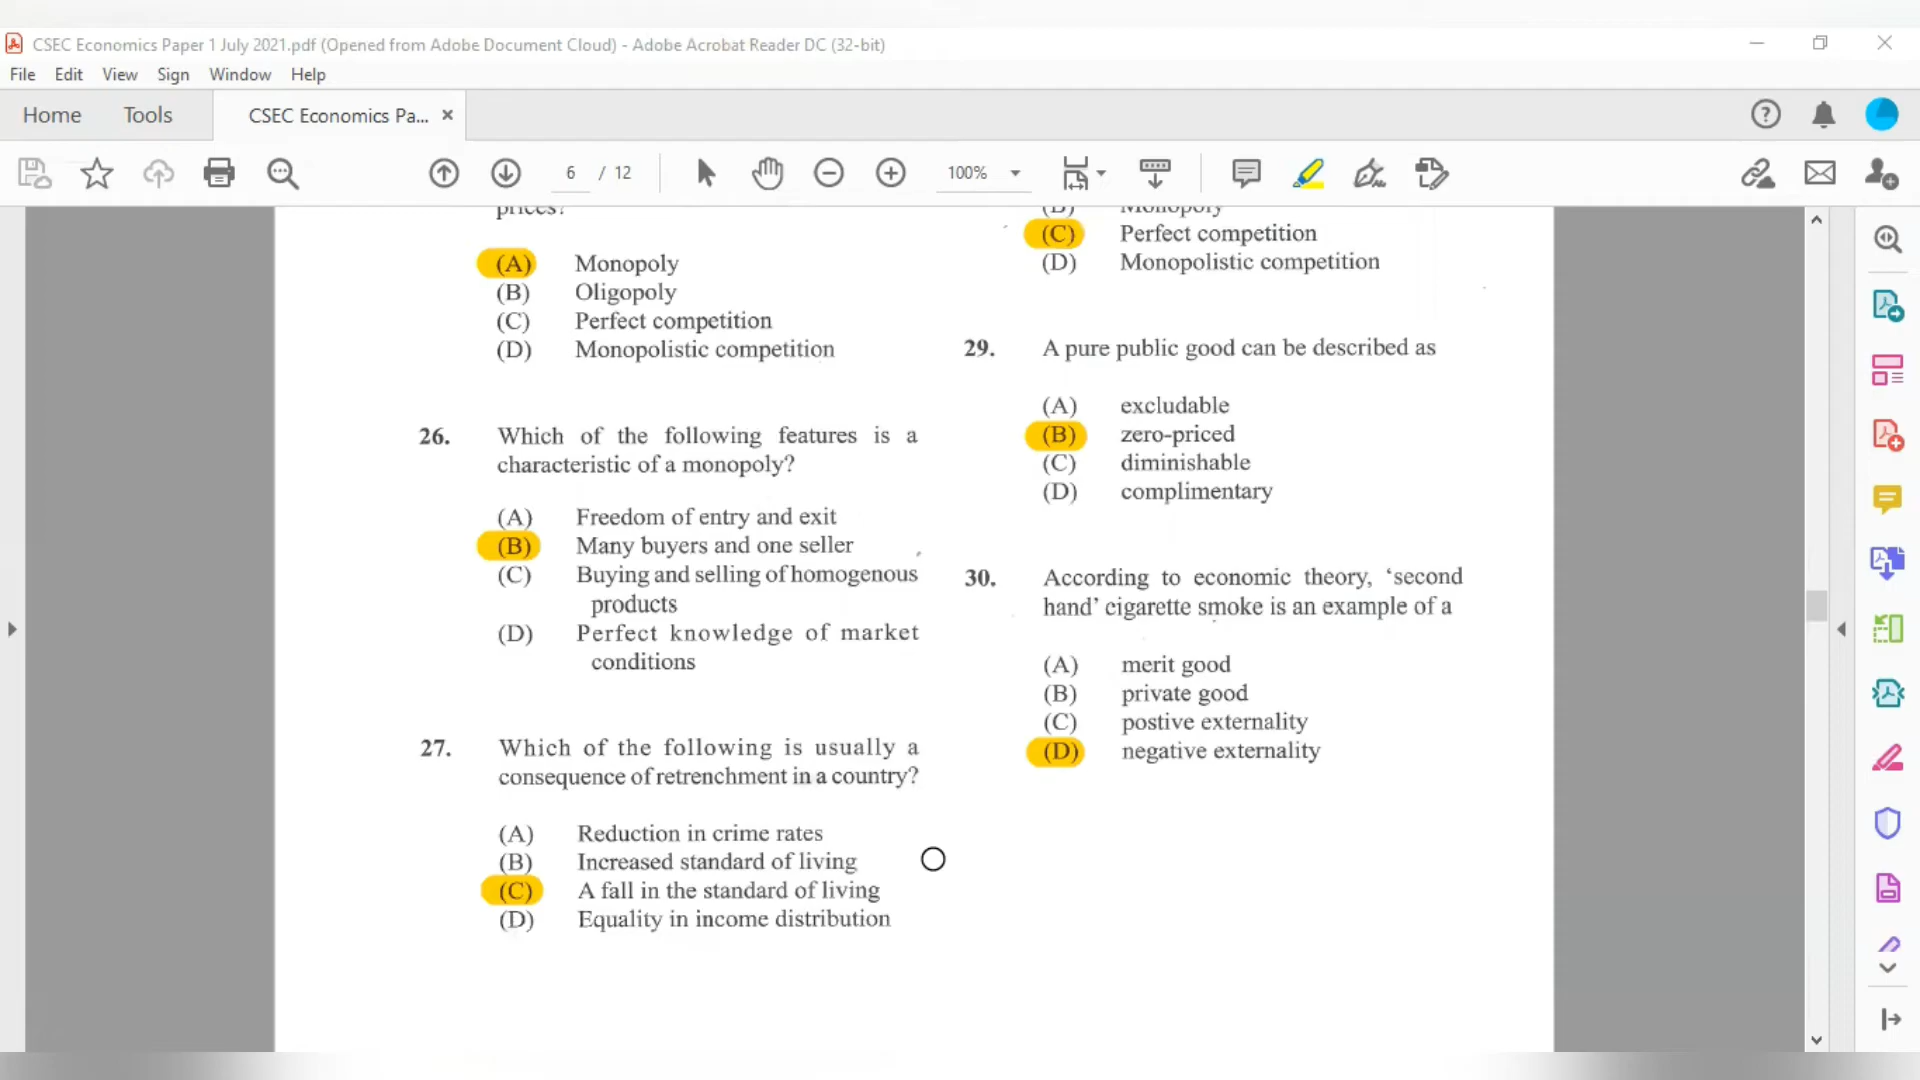 CSEC Economics Paper 1 July 2021.pdf (Opened from Adobe Document Cloud) - Adobe Acrobat Reader DC (32-bit)
File Edit View Sign Window Help
Home Tools CSEC Economics Pa... ×
6 / 12 100%
prices?
(A) Monopoly
(B) Oligopoly
(C) Perfect competition
(D) Monopolistic competition
26. Which of the following features is a
characteristic of a monopoly?
(A) Freedom of entry and exit
(B) Many buyers and one seller
(C) Buying and selling of homogenous
products
(D) Perfect knowledge of market
conditions
27. Which of the following is usually a
consequence of retrenchment in a country?
(A) Reduction in crime rates
(B) Increased standard of living
(C) A fall in the standard of living
(D) Equality in income distribution
(B) Monopoly
(C) Perfect competition
(D) Monopolistic competition
29. A pure public good can be described as
(A) excludable
(B) zero-priced
(C) diminishable
(D) complimentary
30. According to economic theory, ‘second
hand’ cigarette smoke is an example of a
(A) merit good
(B) private good
(C) postive externality
(D) negative externality